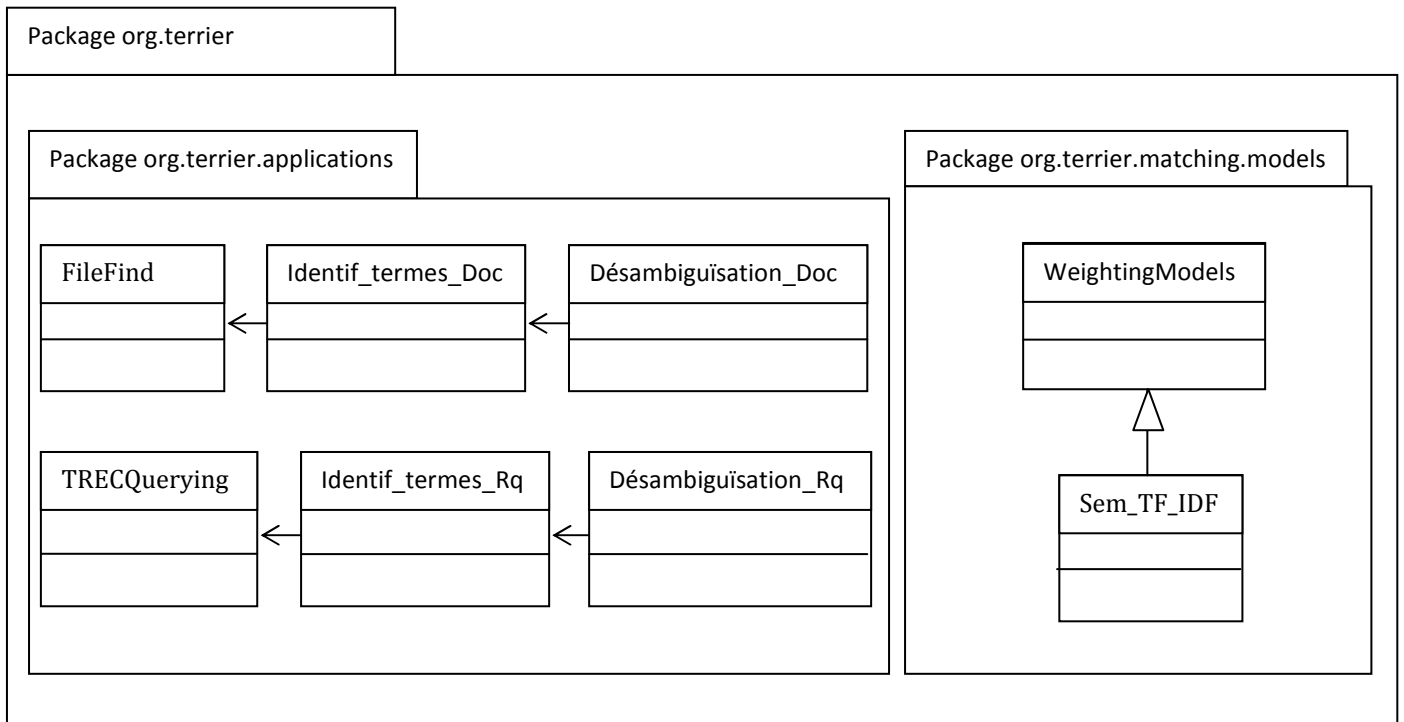 Package org.terrier
Package org.terrier.applications
Package org.terrier.matching.models
FileFind
Identif_termes_Doc
Désambiguïsation_Doc
WeightingModels
TRECQuerying
Identif_termes_Rq
Désambiguïsation_Rq
Sem_TF_IDF